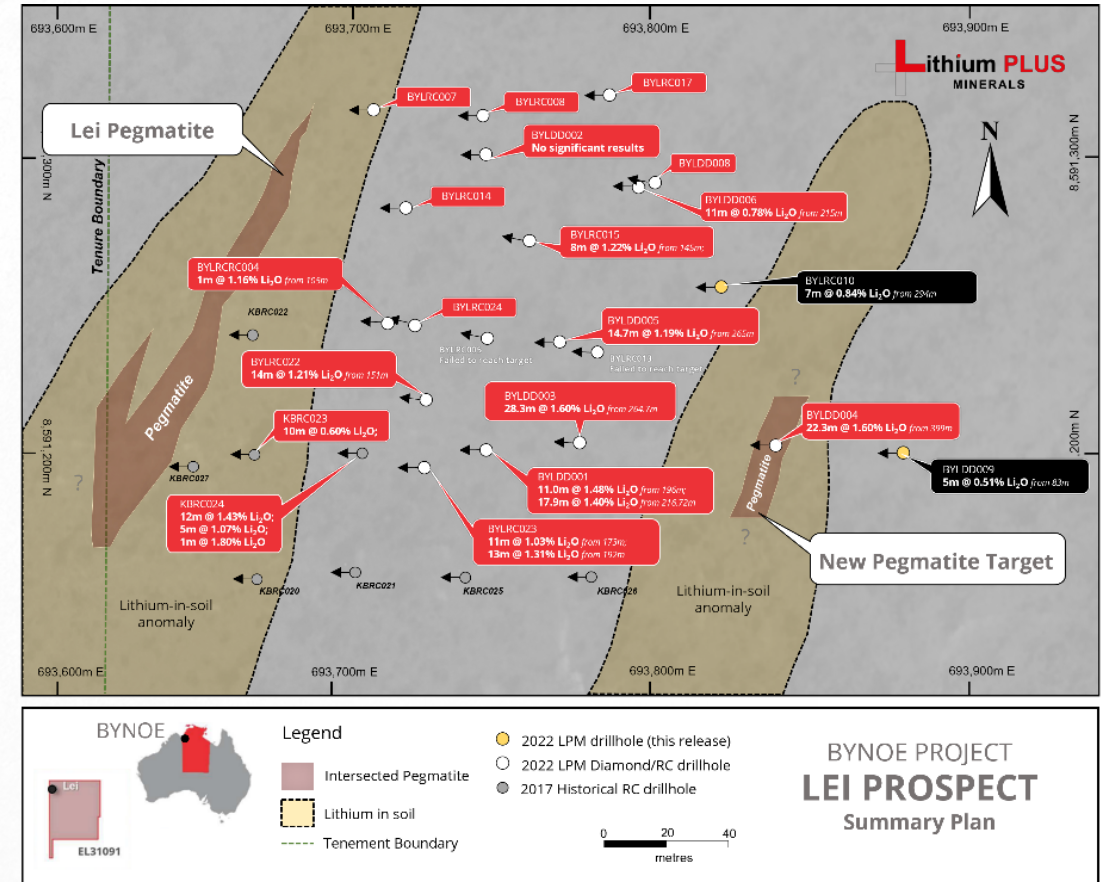 693,600m E
693,700m E
693,800m E
693,900m E
Lithium PLUS
MINERALS
BYLRC007
BYLRC008
BYLRC017
Lei Pegmatite
N
BYLDD002
No significant results
BYLDD008
8,591,300m N
Tenure Boundary
BYLRC014
BYLDD006
11m @ 0.78% Li₂O from 215m
BYLRC015
8m @ 1.22% Li₂O from 145m;
BYLRCRC004
1m @ 1.16% Li₂O
BYLRC010
7m @ 0.84% Li₂O from 294m
KBRC022
BYLRC024
BYLDD005
14.7m @ 1.19% Li₂O from 265m
Failed to reach target
BYLRC013
Failed to reach target
BYLRC022
14m @ 1.21% Li₂O from 151m
?
BYLDD003
28.3m @ 1.60% Li₂O from 264.7m
Pegmatite
KBRC023
10m @ 0.60% Li₂O;
BYLDD004
22.3m @ 1.60% Li₂O from 399m
8,591,200m N
,200m N
KBRC027
?
Pegmatite
BYLDD009
5m @ 0.51% Li₂O from 83m
BYLDD001
11.0m @ 1.48% Li₂O from 196m;
17.9m @ 1.40% Li₂O from 216.72m
KBRC024
12m @ 1.43% Li₂O;
5m @ 1.07% Li₂O;
1m @ 1.80% Li₂O
BYLRC023
11m @ 1.03% Li₂O from 175m;
13m @ 1.31% Li₂O from 192m
?
New Pegmatite Target
KBRC020
KBRC021
KBRC025
KBRC026
Lithium-in-soil
anomaly
Lithium-in-soil
anomaly
693,600m E
693,700m E
693,800m E
693,900m E
BYNOE
Lei
EL31091
Legend
Intersected Pegmatite
Lithium in soil
Tenement Boundary
2022 LPM drillhole (this release)
2022 LPM Diamond/RC drillhole
2017 Historical RC drillhole
0 20 40
metres
BYNOE PROJECT
LEI PROSPECT
Summary Plan